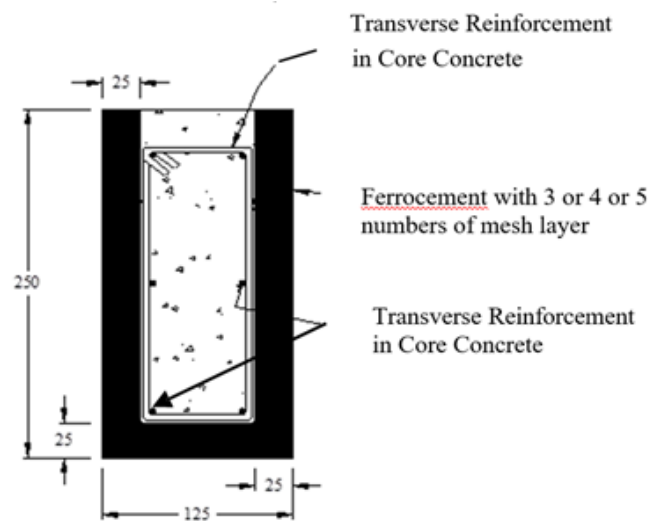 Transverse Reinforcement
in Core Concrete
25
Ferrocement with 3 or 4 or 5
numbers of mesh layer
250
Transverse Reinforcement
in Core Concrete
25
25
125